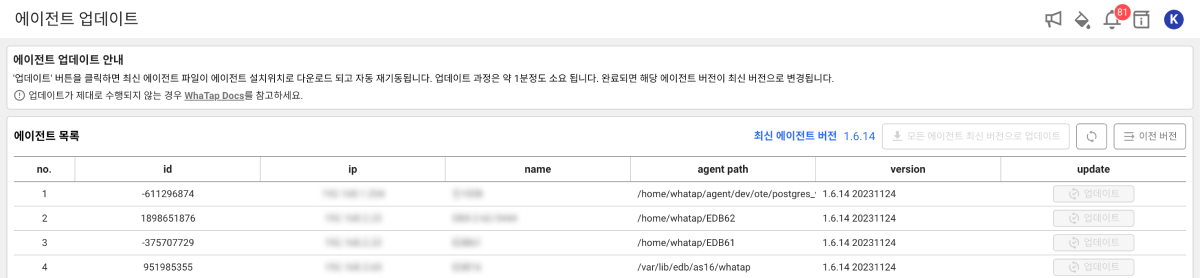 에이전트 업데이트
81
K
에이전트 업데이트 안내
'업데이트' 버튼을 클릭하면 최신 에이전트 파일이 에이전트 설치위치로 다운로드 되고 자동 재기동됩니다. 업데이트 과정은 약 1분정도 소요 됩니다. 완료되면 해당 에이전트 버전이 최신 버전으로 변경됩니다.
업데이트가 제대로 수행되지 않는 경우 WhaTap Docs를 참고하세요.
에이전트 목록 최신 에이전트 버전 1.6.14 모든 에이전트 최신 버전으로 업데이트 이전 버전
no. id ip name agent path version update
1 -611296874 /home/whatap/agent/dev/ote/postgres_ 1.6.14 20231124 업데이트
2 1898651876 /home/whatap/EDB62 1.6.14 20231124 업데이트
3 -375707729 /home/whatap/EDB61 1.6.14 20231124 업데이트
4 951985355 /var/lib/edb/as16/whatap 1.6.14 20231124 업데이트